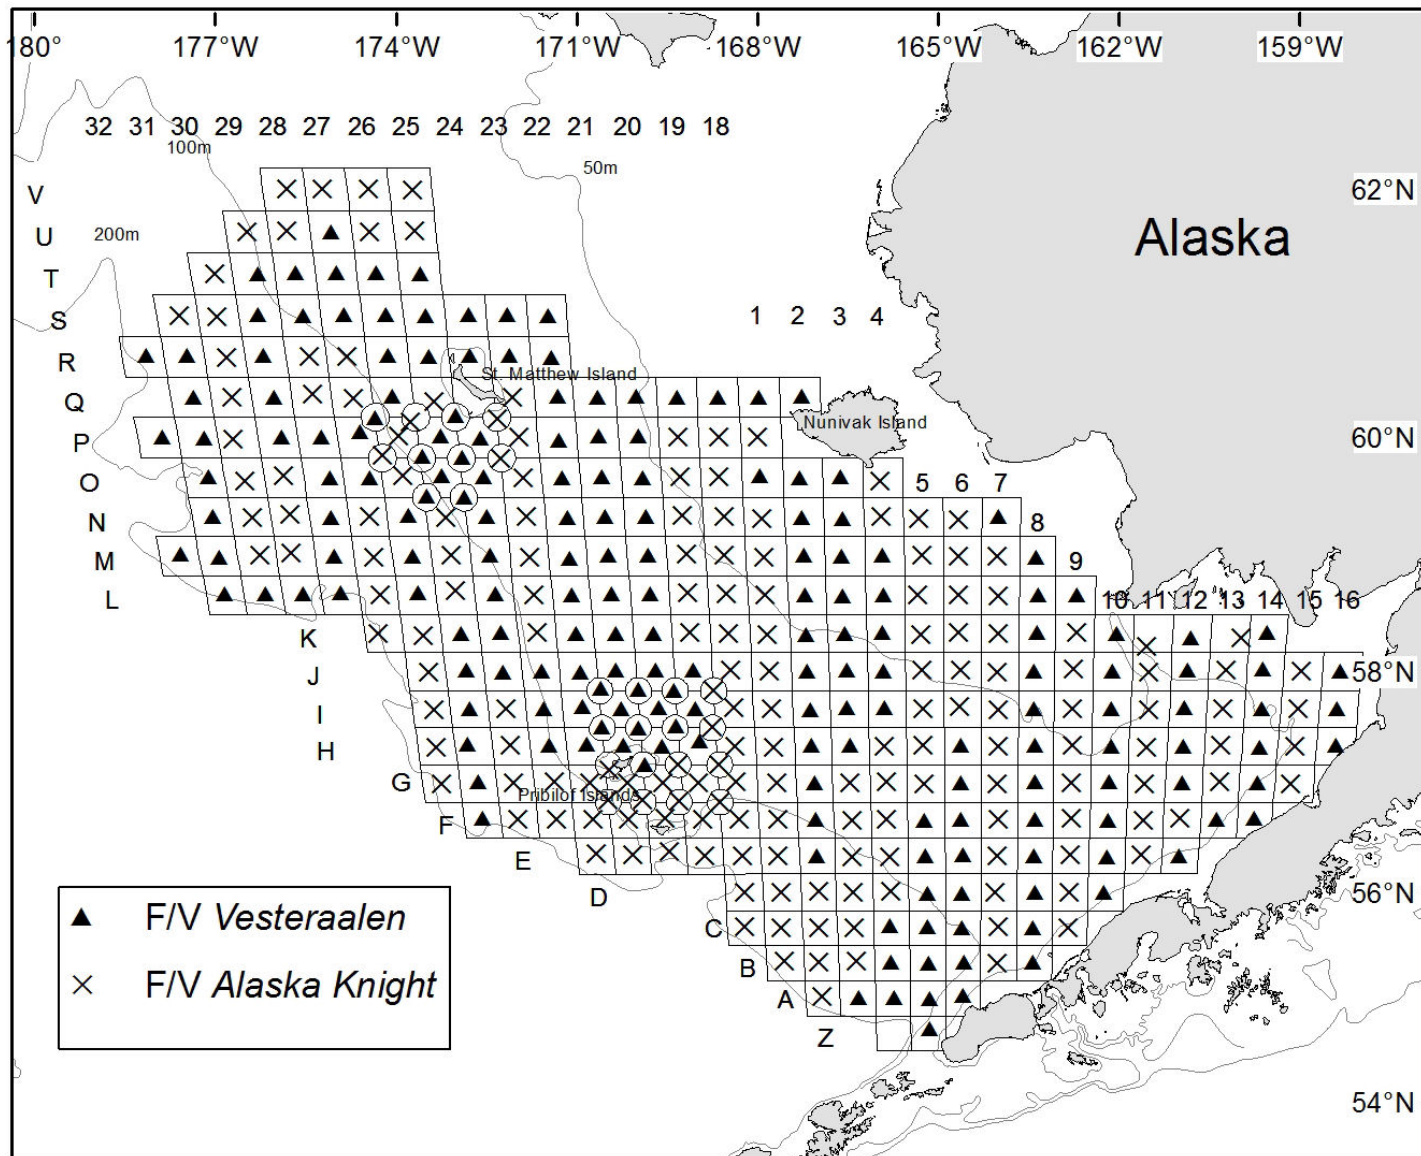 180° 177°W 174°W 171°W 168°W 165°W 162°W 159°W
32 31 30 29 28 27 26 25 24 23 22 21 20 19 18
100m
50m
V
62°N
U
200m
Alaska
T
S
1 2 3 4
R
St. Matthew Island
Q
Nunivak Island
P
60°N
O
5 6 7
N
8
M
9
L
10 11 12 13 14 15 16
K
J
58°N
I
H
G
Pribilof Islands
F
E
D
56°N
C
B
A
Z
54°N
▲ F/V Vesteraalen
× F/V Alaska Knight